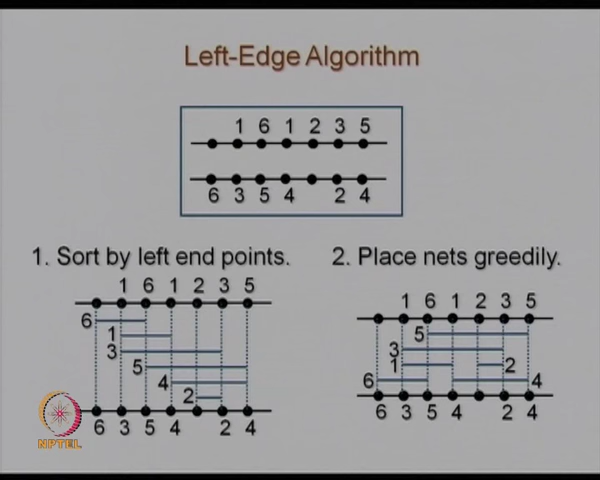 Left-Edge Algorithm
1 6 1 2 3 5
6 3 5 4 2 4
1. Sort by left end points.
1 6 1 2 3 5
6
1
3
5
4
2
6 3 5 4 2 4
2. Place nets greedily.
1 6 1 2 3 5
5
3
1 2
6 4
6 3 5 4 2 4
NPTEL